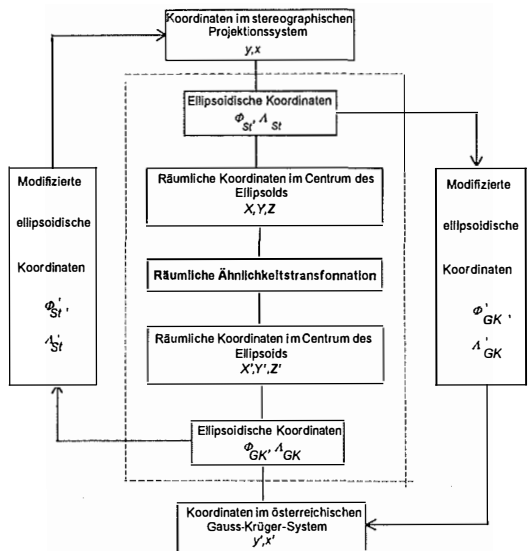 Koordinaten im stereographischen
Projektionssystem
y,x
Ellipsoidische Koordinaten
Φ_St, Λ_St
Räumliche Koordinaten im Centrum des
Ellipsoids
X,Y,Z
Räumliche Ähnlichkeitstransfonnation
Räumliche Koordinaten im Centrum des
Ellipsoids
X',Y',Z'
Ellipsoidische Koordinaten
Φ_GK, Λ_GK
Koordinaten im österreichischen
Gauss-Krüger-System
y',x'
Modifizierte
ellipsoidische
Koordinaten
Φ'_St,
Λ'_St
Modifizierte
ellipsoidische
Koordinaten
Φ'_GK,
Λ'_GK